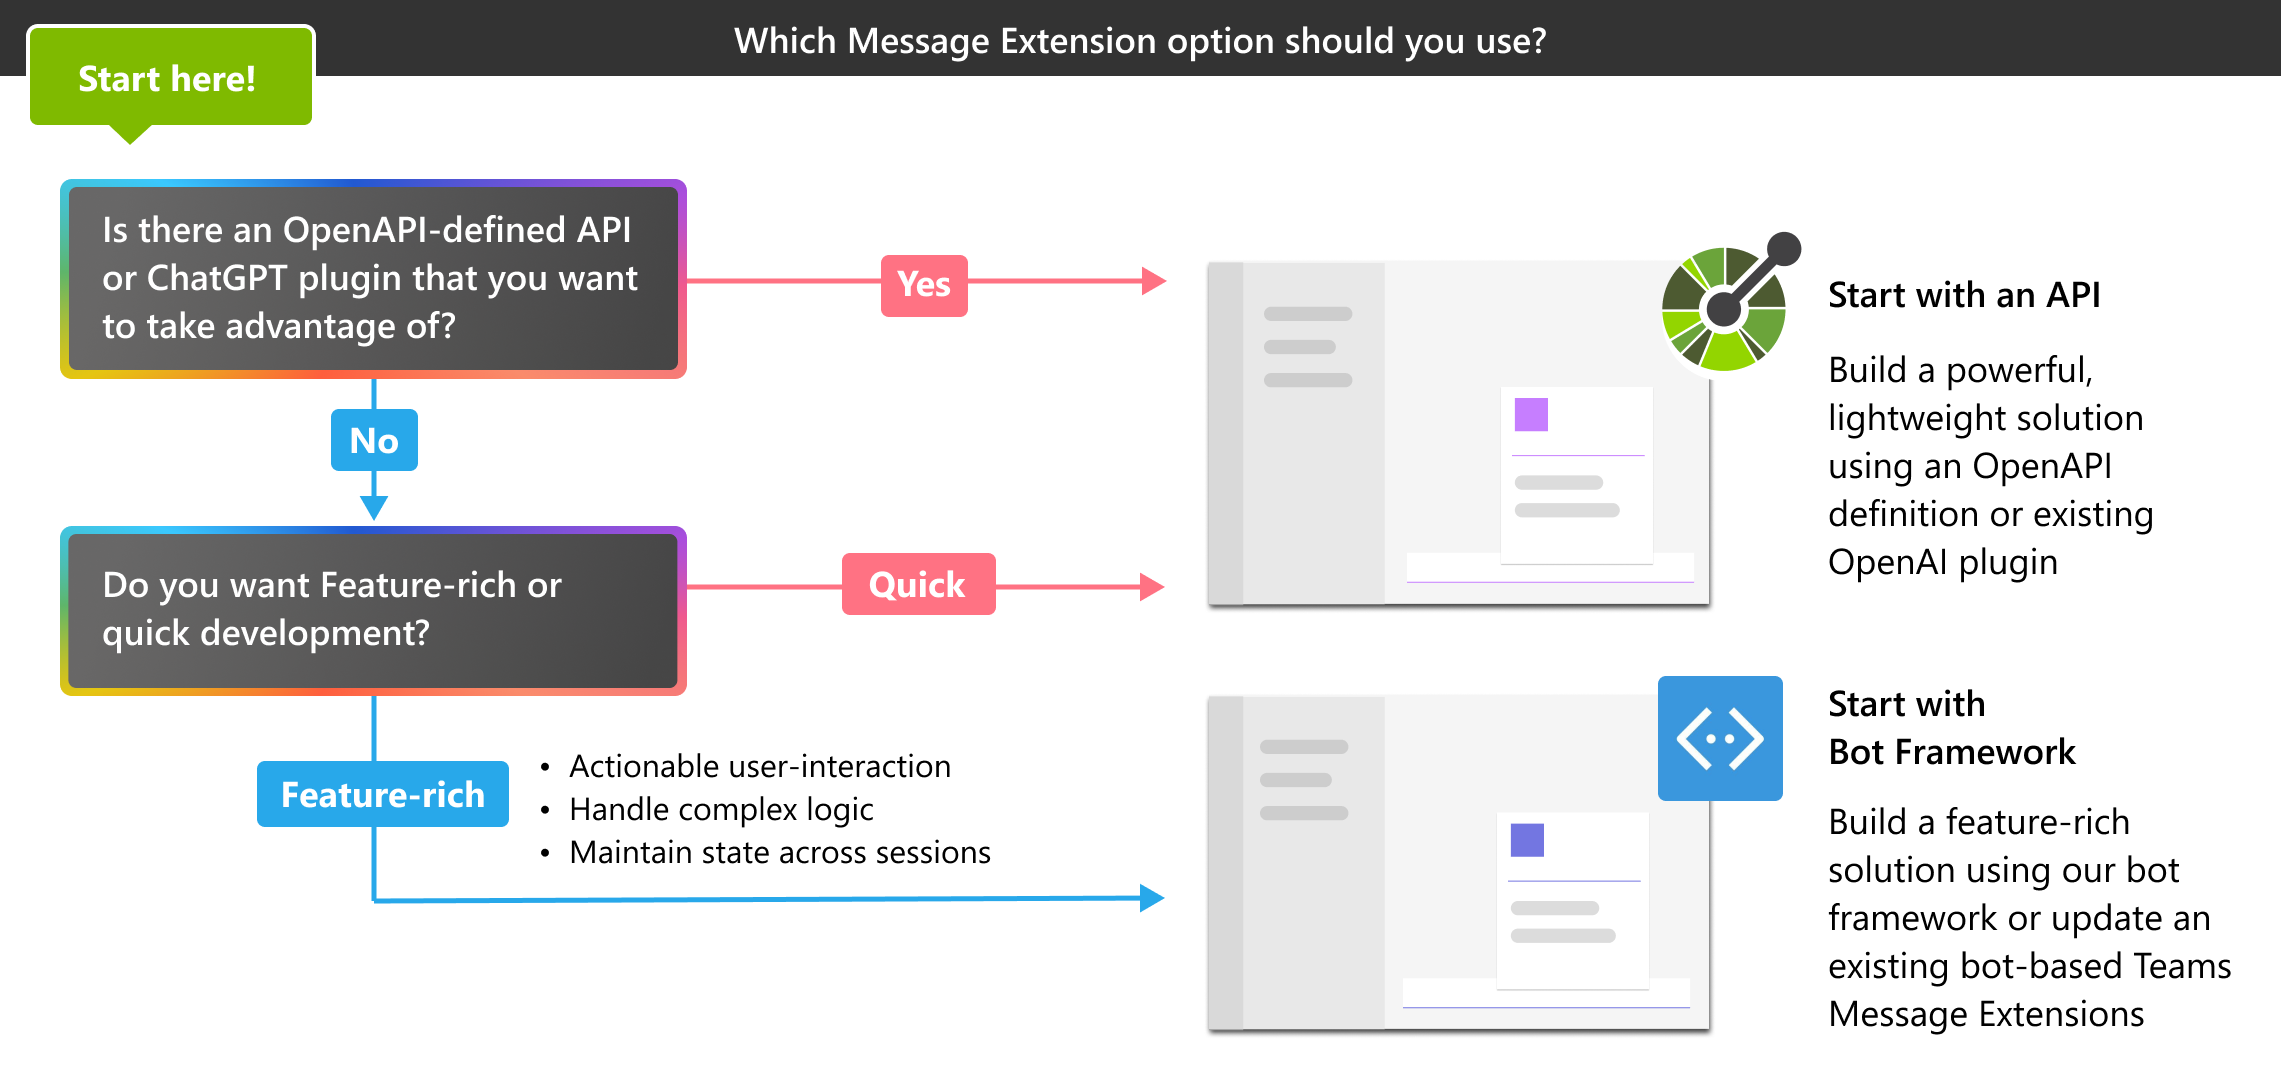 Which Message Extension option should you use?
Start here!
Is there an OpenAPI-defined API
or ChatGPT plugin that you want
to take advantage of?
Yes
No
Start with an API
Build a powerful,
lightweight solution
using an OpenAPI
definition or existing
OpenAI plugin
Do you want Feature-rich or
quick development?
Quick
Feature-rich
• Actionable user-interaction
• Handle complex logic
• Maintain state across sessions
Start with
Bot Framework
Build a feature-rich
solution using our bot
framework or update an
existing bot-based Teams
Message Extensions